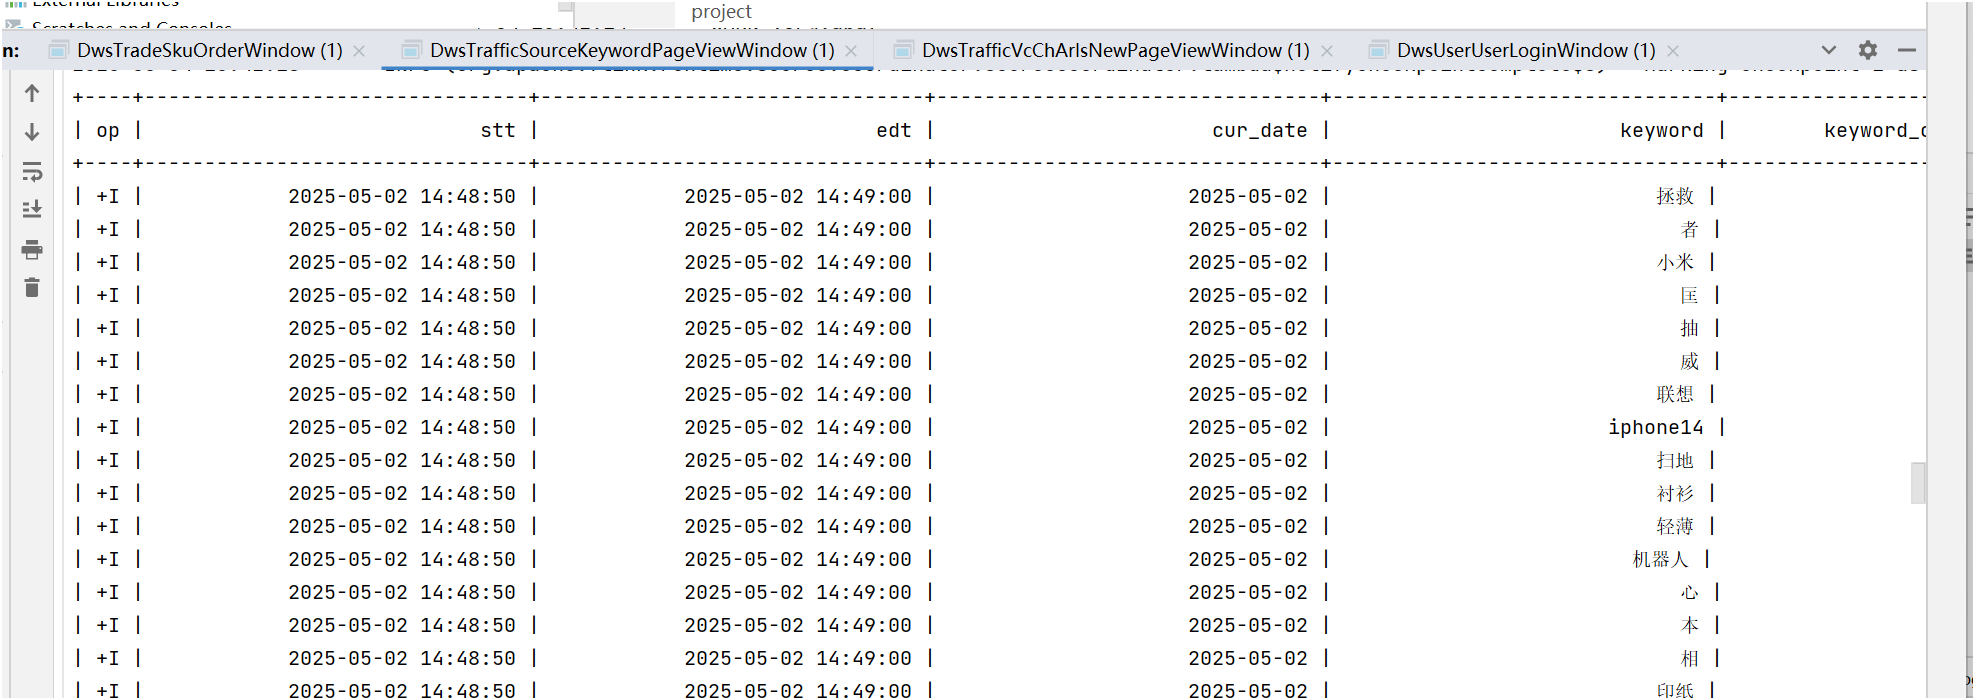 External Libraries
Scratches and Consoles
project
n:
DwsTradeSkuOrderWindow (1)
DwsTrafficSourceKeywordPageViewWindow (1)
DwsTrafficVcChArIsNewPageViewWindow (1)
DwsUserUserLoginWindow (1)
+----+--------------------------------+--------------------------------+--------------------------------+--------------------------------+----------------
| op | stt | edt | cur_date | keyword | keyword_c
+----+--------------------------------+--------------------------------+--------------------------------+--------------------------------+----------------
| +I | 2025-05-02 14:48:50 | 2025-05-02 14:49:00 | 2025-05-02 | 拯救 |
| +I | 2025-05-02 14:48:50 | 2025-05-02 14:49:00 | 2025-05-02 | 者 |
| +I | 2025-05-02 14:48:50 | 2025-05-02 14:49:00 | 2025-05-02 | 小米 |
| +I | 2025-05-02 14:48:50 | 2025-05-02 14:49:00 | 2025-05-02 | 匡 |
| +I | 2025-05-02 14:48:50 | 2025-05-02 14:49:00 | 2025-05-02 | 抽 |
| +I | 2025-05-02 14:48:50 | 2025-05-02 14:49:00 | 2025-05-02 | 威 |
| +I | 2025-05-02 14:48:50 | 2025-05-02 14:49:00 | 2025-05-02 | 联想 |
| +I | 2025-05-02 14:48:50 | 2025-05-02 14:49:00 | 2025-05-02 | iphone14 |
| +I | 2025-05-02 14:48:50 | 2025-05-02 14:49:00 | 2025-05-02 | 扫地 |
| +I | 2025-05-02 14:48:50 | 2025-05-02 14:49:00 | 2025-05-02 | 衬衫 |
| +I | 2025-05-02 14:48:50 | 2025-05-02 14:49:00 | 2025-05-02 | 轻薄 |
| +I | 2025-05-02 14:48:50 | 2025-05-02 14:49:00 | 2025-05-02 | 机器人 |
| +I | 2025-05-02 14:48:50 | 2025-05-02 14:49:00 | 2025-05-02 | 心 |
| +I | 2025-05-02 14:48:50 | 2025-05-02 14:49:00 | 2025-05-02 | 本 |
| +I | 2025-05-02 14:48:50 | 2025-05-02 14:49:00 | 2025-05-02 | 相 |
| +I | 2025-05-02 14:48:50 | 2025-05-02 14:49:00 | 2025-05-02 | 印纸 |